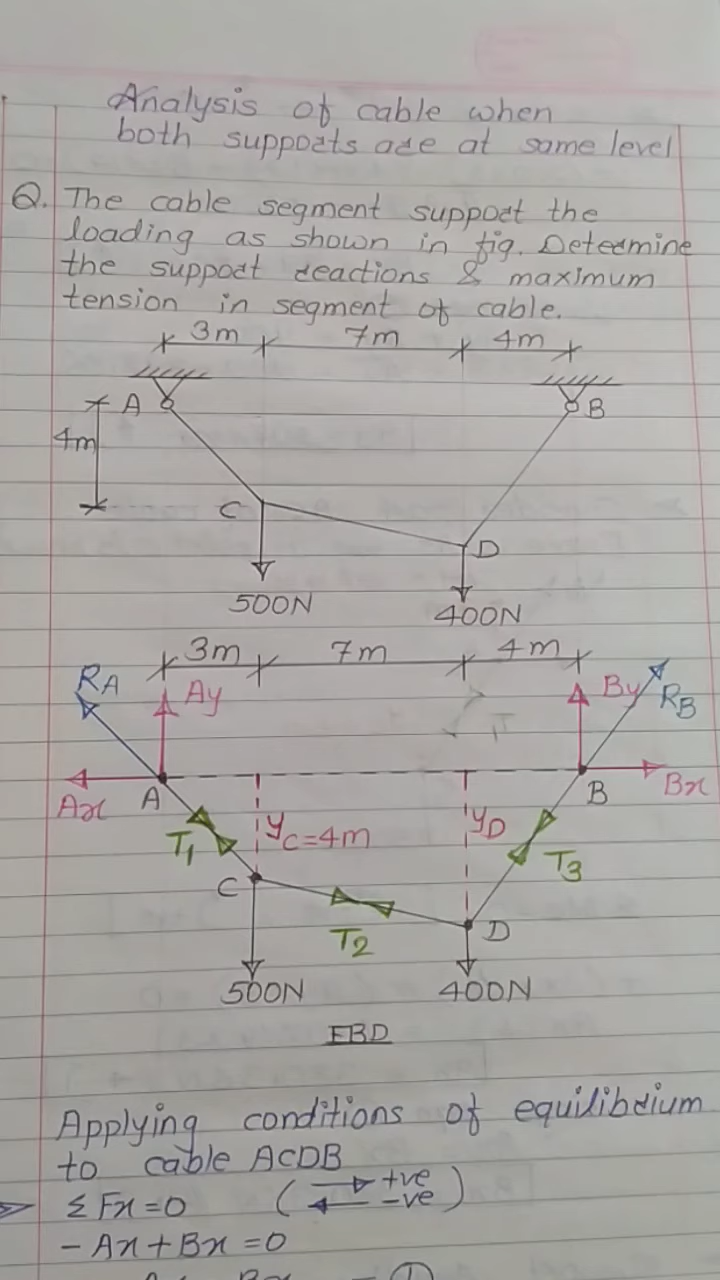 Analysis of cable when
both supports are at same level
Q. The cable segment support the
loading as shown in fig. Determine
the support reactions & maximum
tension in segment of cable.
3m 7m 4m
A B
4m
C
D
500N 400N
3m 7m 4m
RA Ay By RB
Ax A B Bx
T1 yc=4m yD T3
C
T2 D
500N 400N
FBD
Applying conditions of equilibrium
to cable ACDB
ΣFx=0 (→ +ve
← -ve)
-Ax+Bx=0